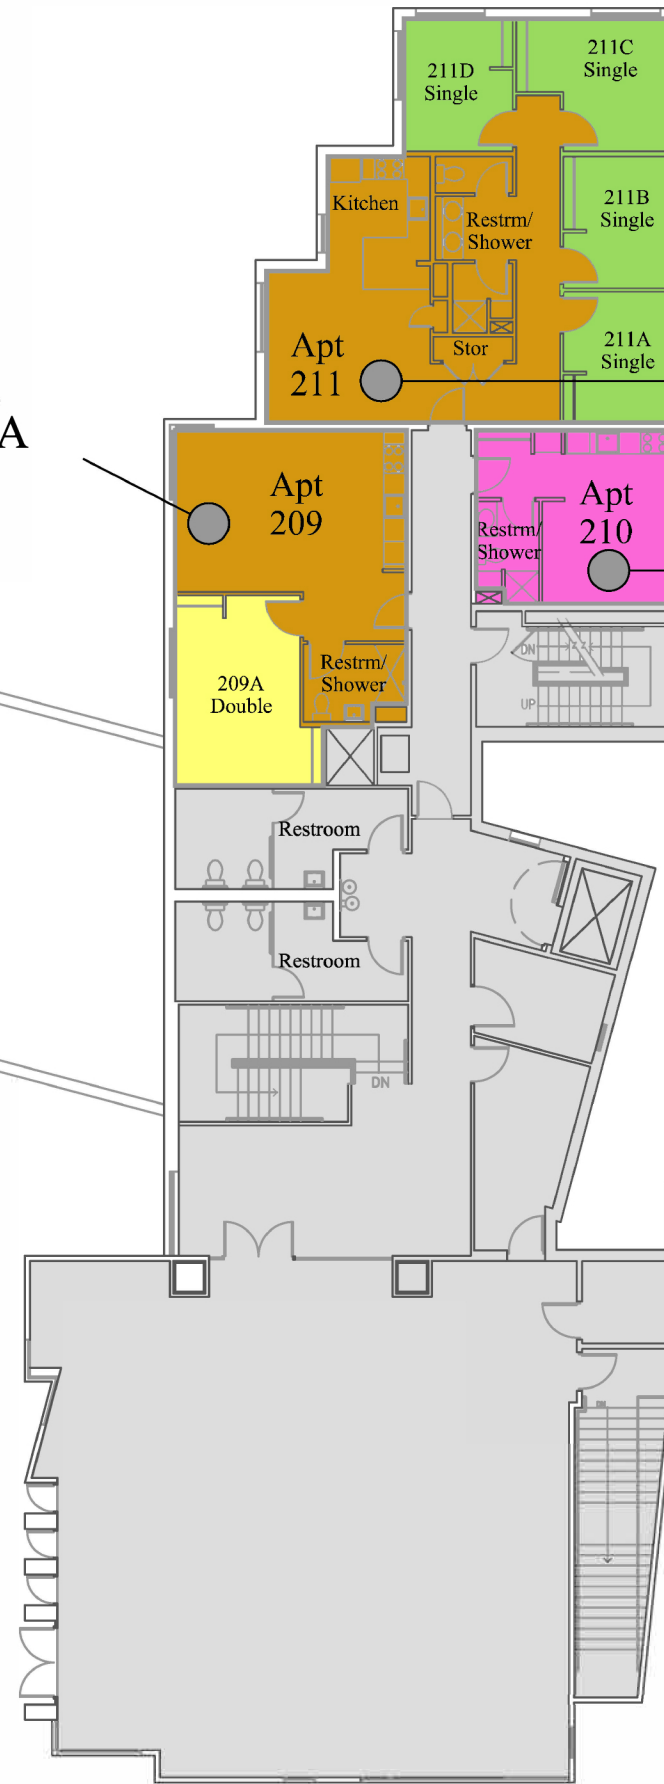 211C
Single
211D
Single
Kitchen
Restrm/
Shower
211B
Single
Apt
211
Stor
211A
Single
A
Apt
209
Apt
210
Restrm/
Shower
DN
UP
Restrm/
Shower
209A
Double
Restroom
Restroom
DN
DN